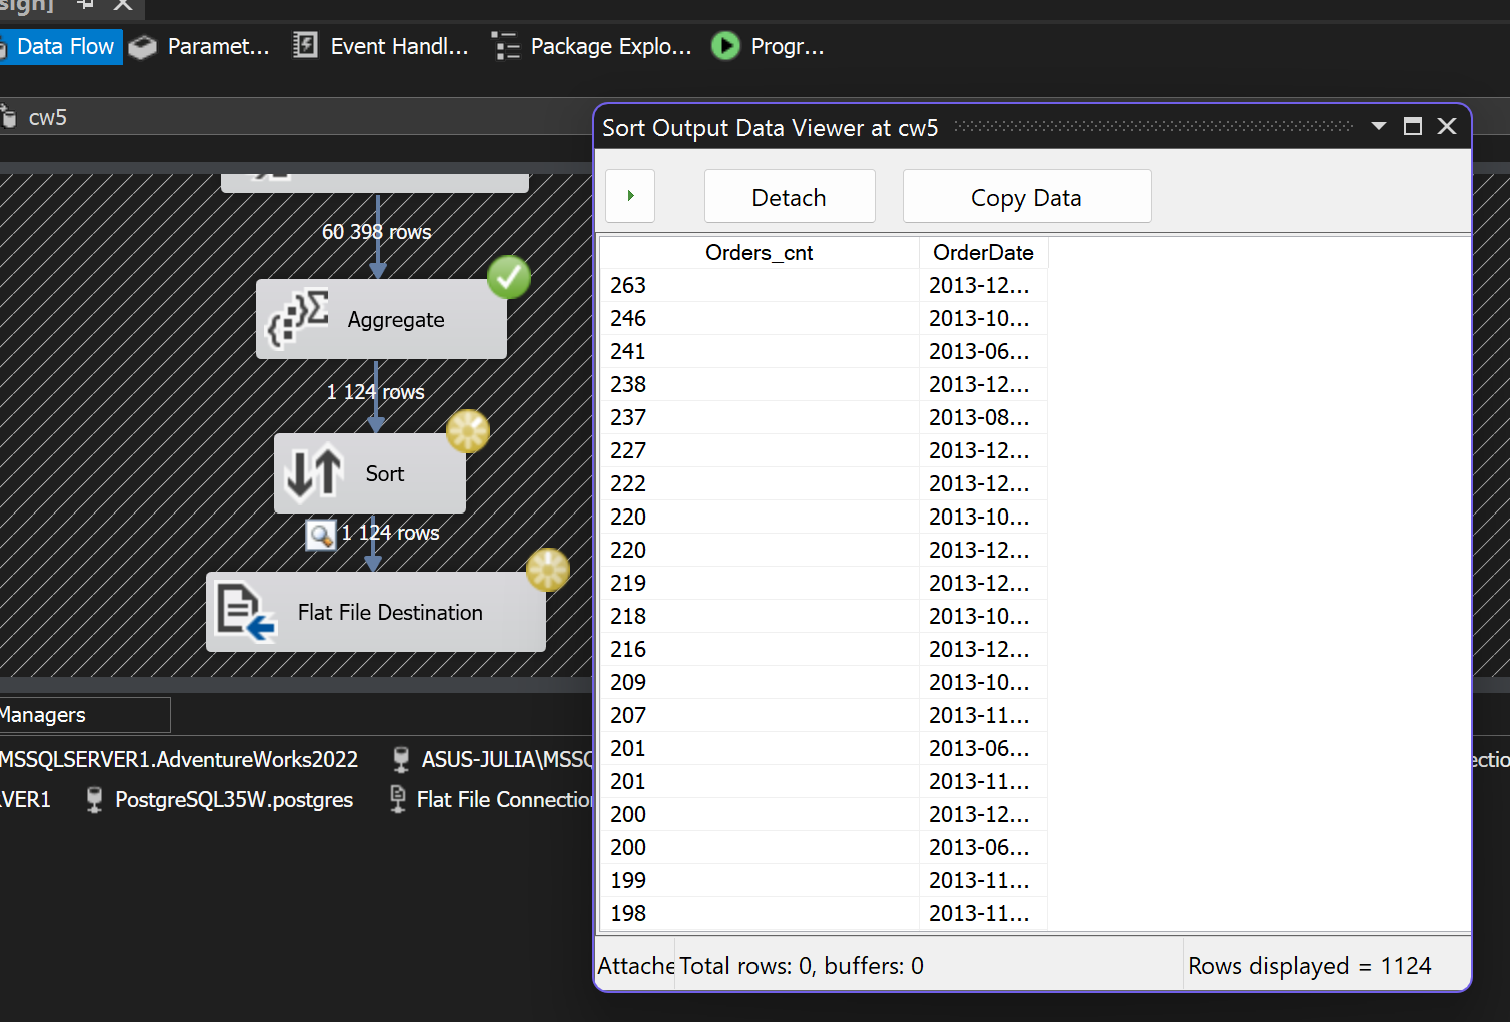 sign]
Data Flow Paramet... Event Handl... Package Explo... Progr...
cw5
60 398 rows
Aggregate
1 124 rows
Sort
1 124 rows
Flat File Destination
Managers
MSSQLSERVER1.AdventureWorks2022 ASUS-JULIA\MSSQ
VER1 PostgreSQL35W.postgres Flat File Connection
Sort Output Data Viewer at cw5
Detach Copy Data
Orders_cnt OrderDate
263 2013-12...
246 2013-10...
241 2013-06...
238 2013-12...
237 2013-08...
227 2013-12...
222 2013-12...
220 2013-10...
220 2013-12...
219 2013-12...
218 2013-10...
216 2013-12...
209 2013-10...
207 2013-11...
201 2013-06...
201 2013-11...
200 2013-12...
200 2013-06...
199 2013-11...
198 2013-11...
Attache Total rows: 0, buffers: 0 Rows displayed = 1124
ectio